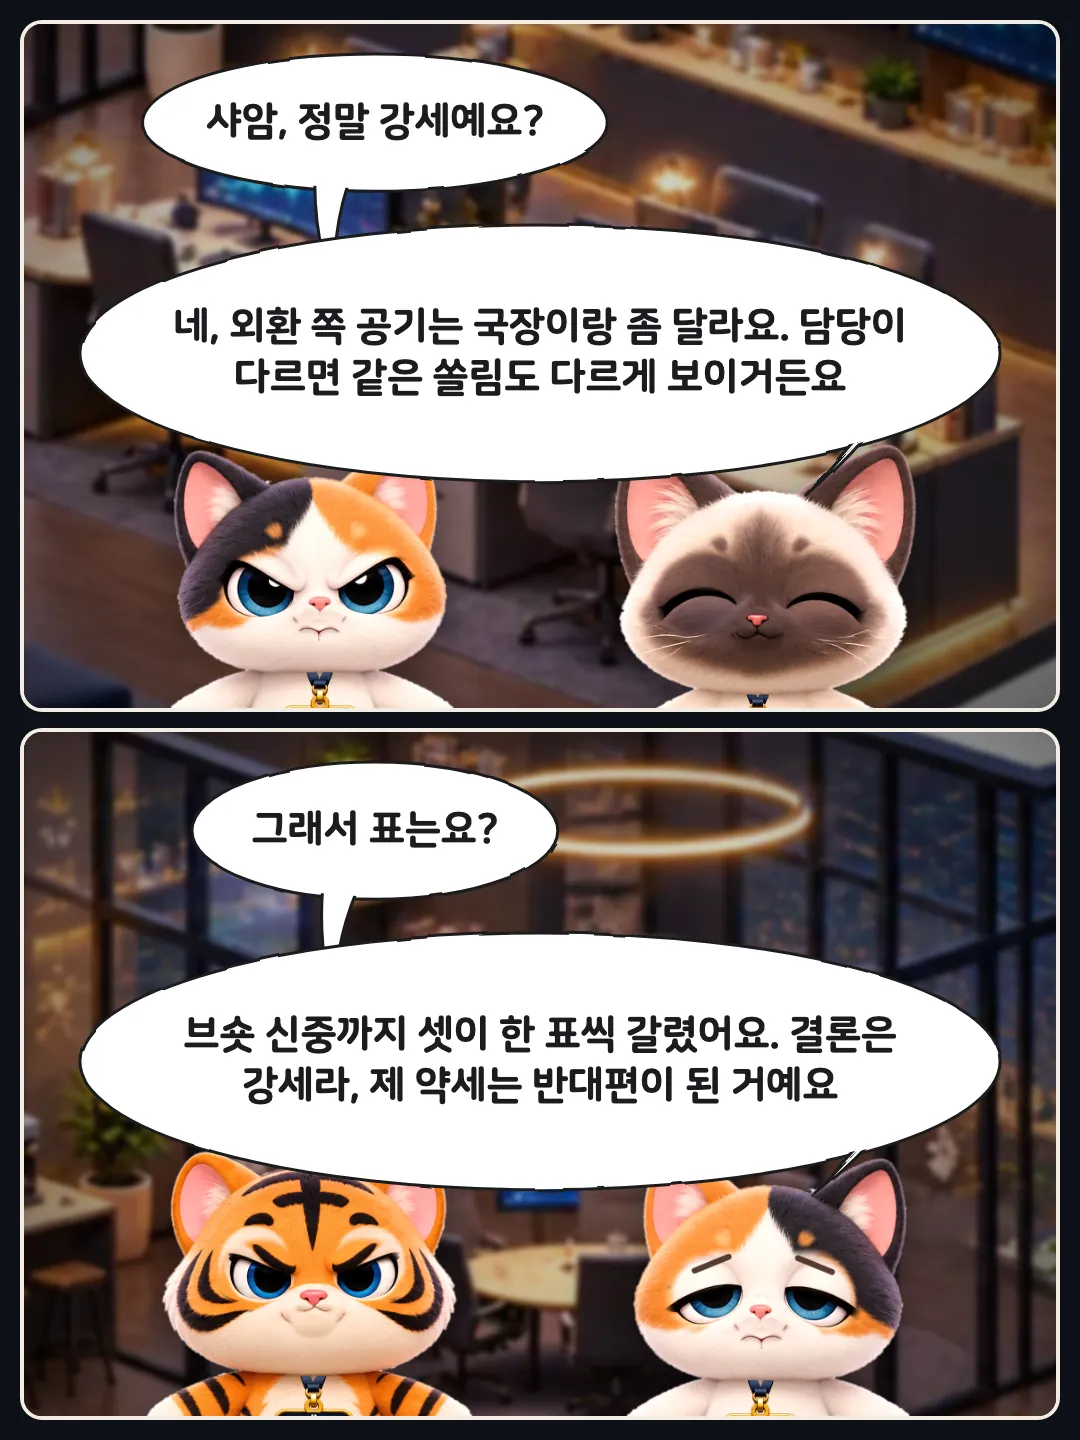 샤암, 정말 강세예요?
네, 외환 쪽 공기는 국장이랑 좀 달라요. 담당이
다르면 같은 쏠림도 다르게 보이거든요
그래서 표는요?
브숏 신중까지 셋이 한 표씩 갈렸어요. 결론은
강세라, 제 약세는 반대편이 된 거예요